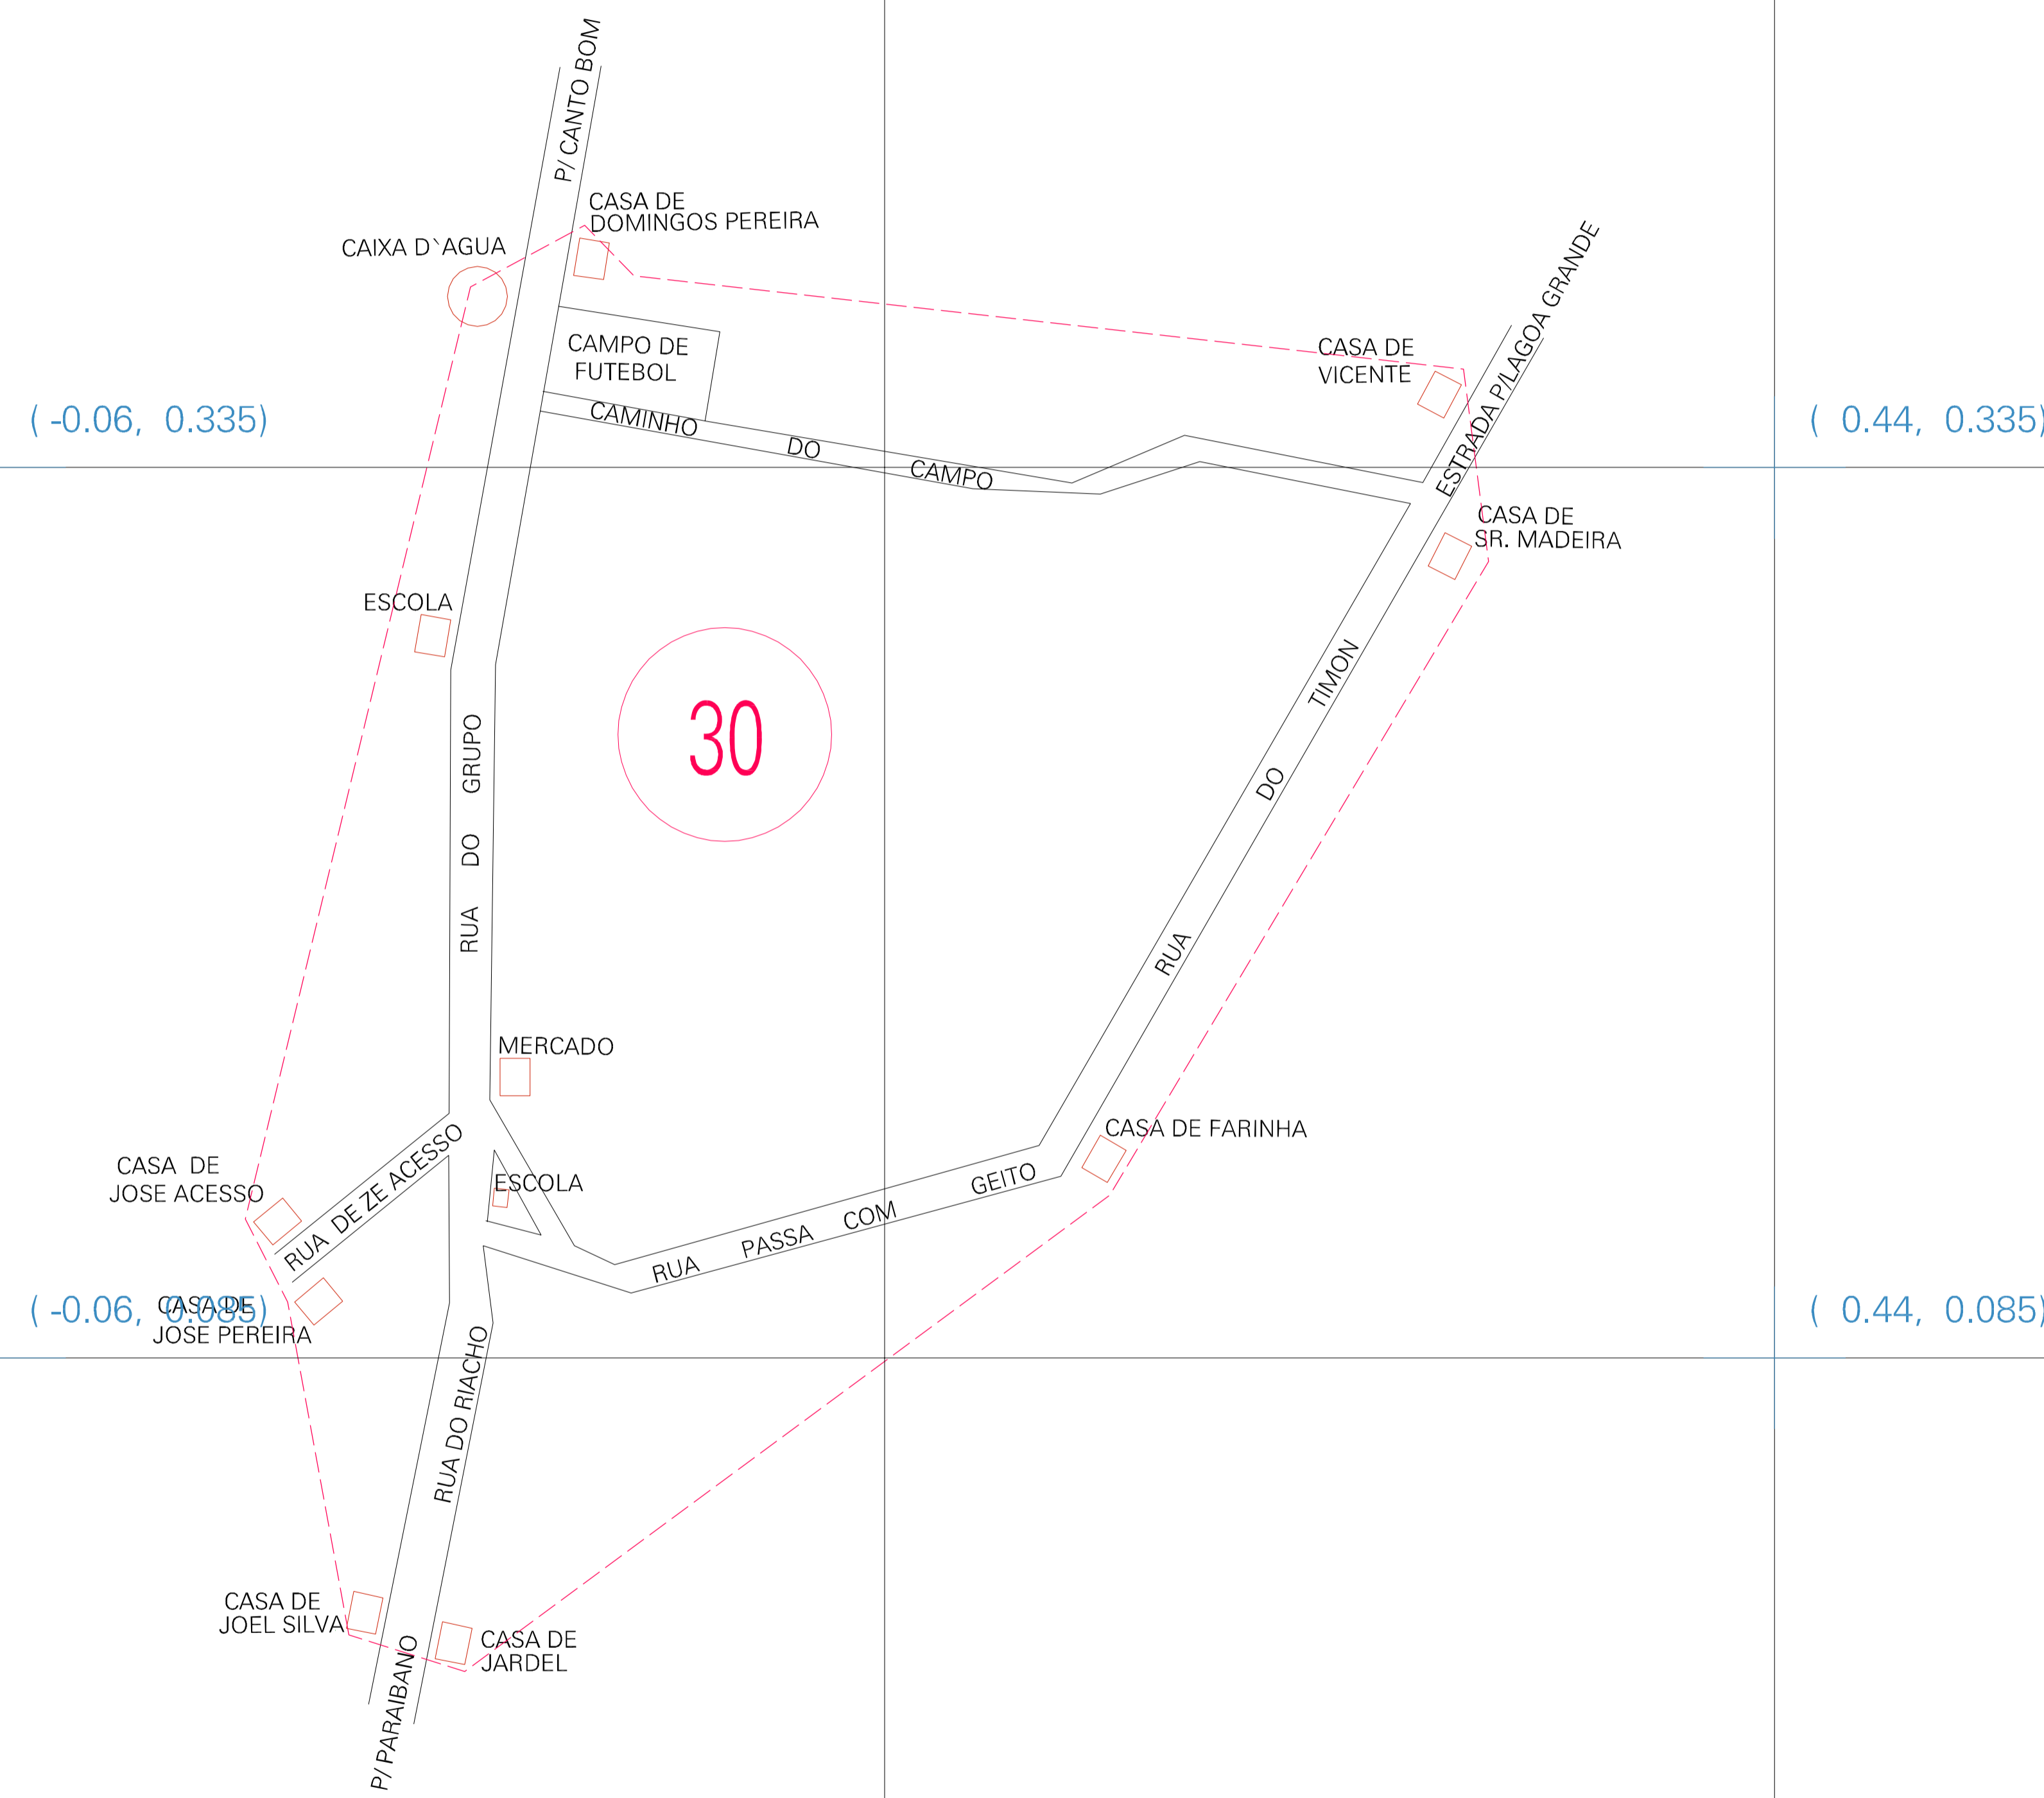 P/ CANTO BOM
CASA DE
DOMINGOS PEREIRA
CAIXA D`AGUA
ESTRADA P/LAGOA GRANDE
CAMPO DE
FUTEBOL
CASA DE
VICENTE
( -0.06, 0.335)
CAMINHO DO CAMPO
( 0.44, 0.335)
CASA DE
SR. MADEIRA
ESCOLA
30
RUA DO GRUPO
RUA DO TIMON
MERCADO
CASA DE FARINHA
CASA DE
JOSE ACESSO
RUA DE ZE ACESSO
ESCOLA
RUA PASSA COM GEITO
( -0.06, 0.085)
CASA DE
JOSE PEREIRA
( 0.44, 0.085)
RUA DO RIACHO
CASA DE
JOEL SILVA
CASA DE
JARDEL
P/ PARAIBANO